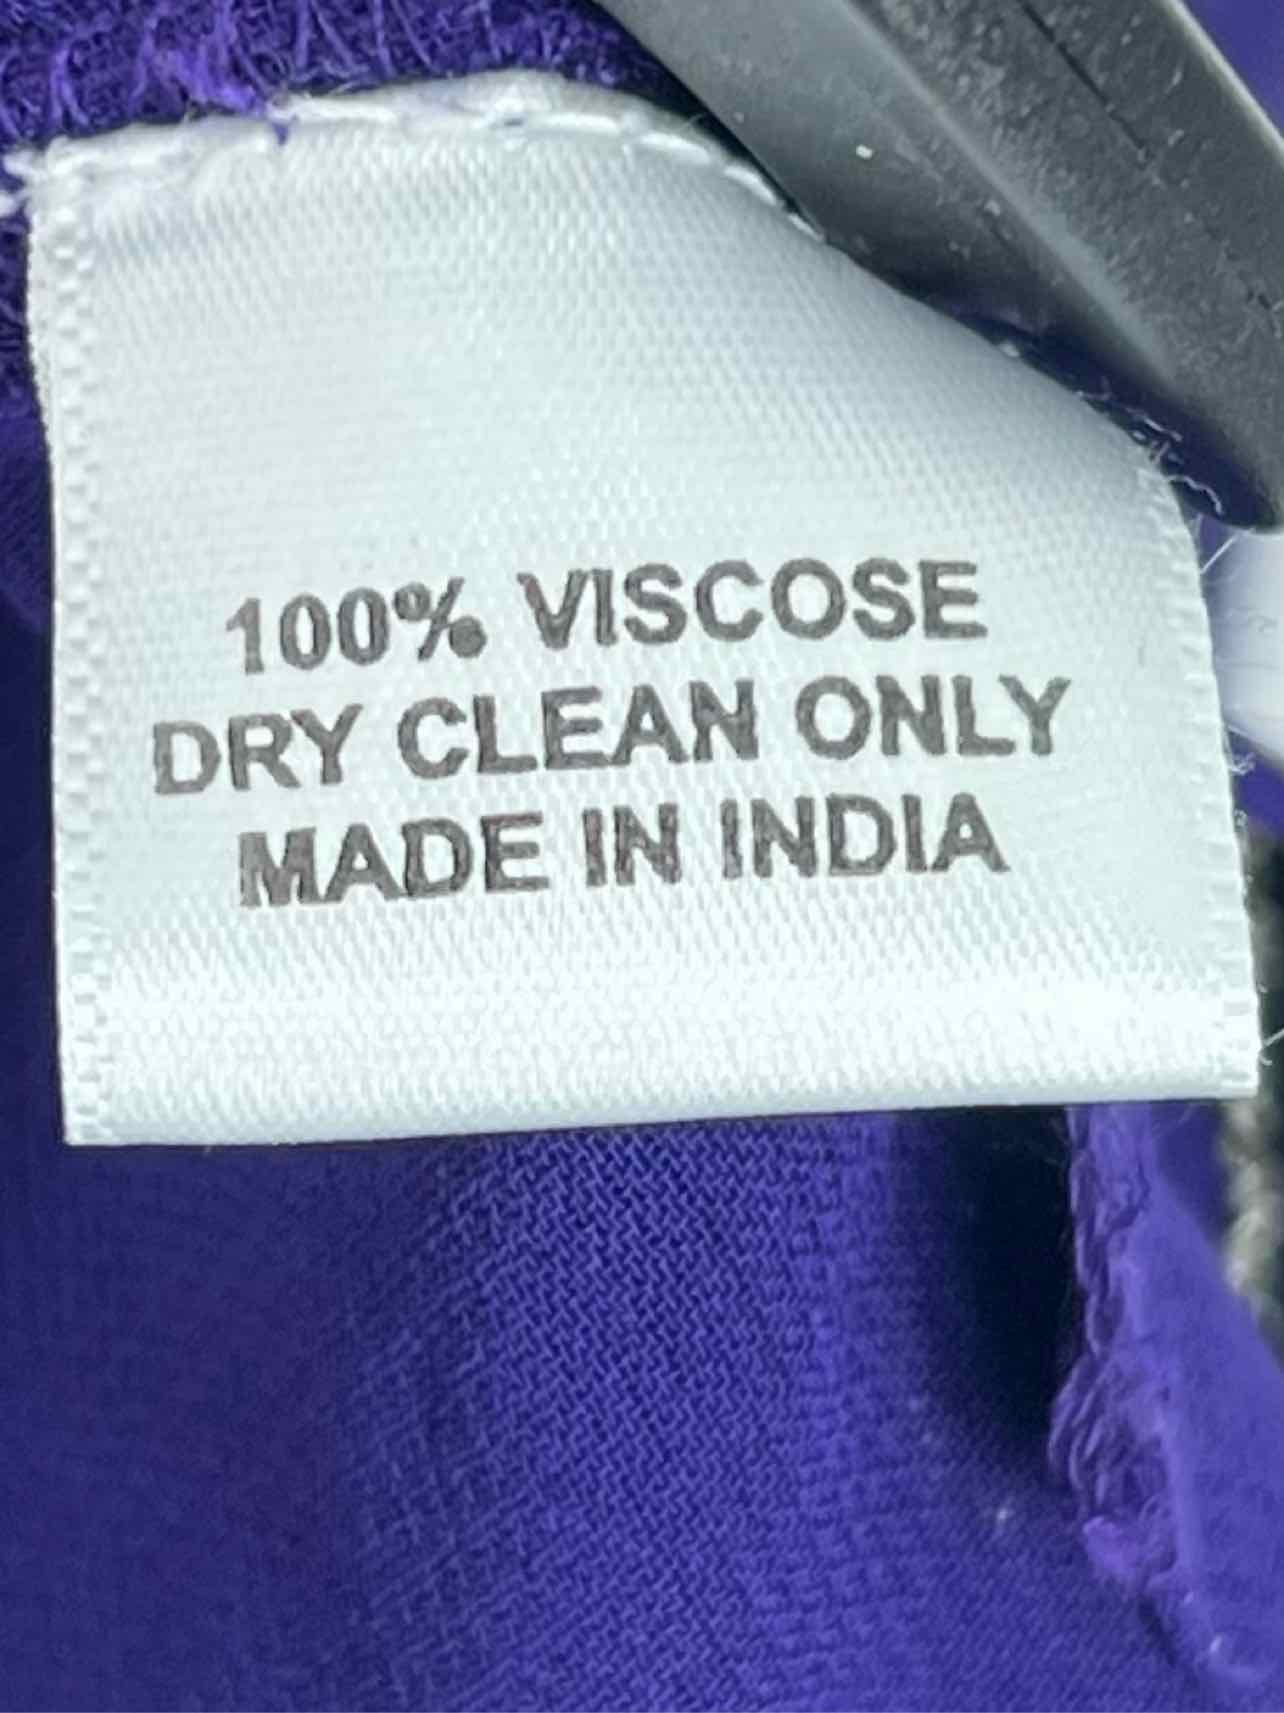 100% VISCOSE
DRY CLEAN ONLY
MADE IN INDIA